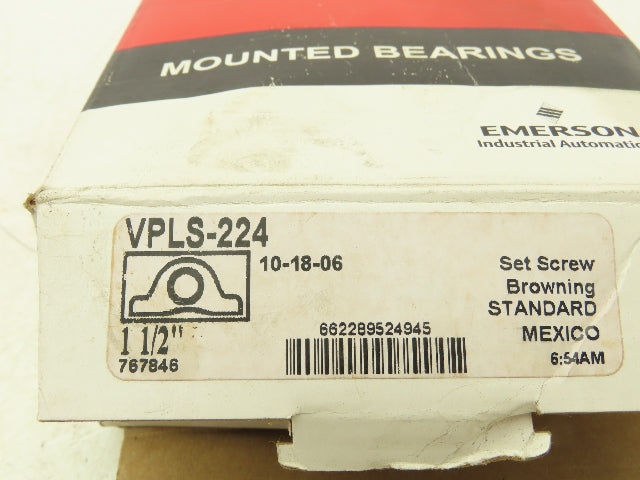 MOUNTED BEARINGS
EMERSON
Industrial Automatio
VPLS-224
10-18-06
Set Screw
Browning
STANDARD
MEXICO
6:54AM
1 1/2"
767846
662289524945